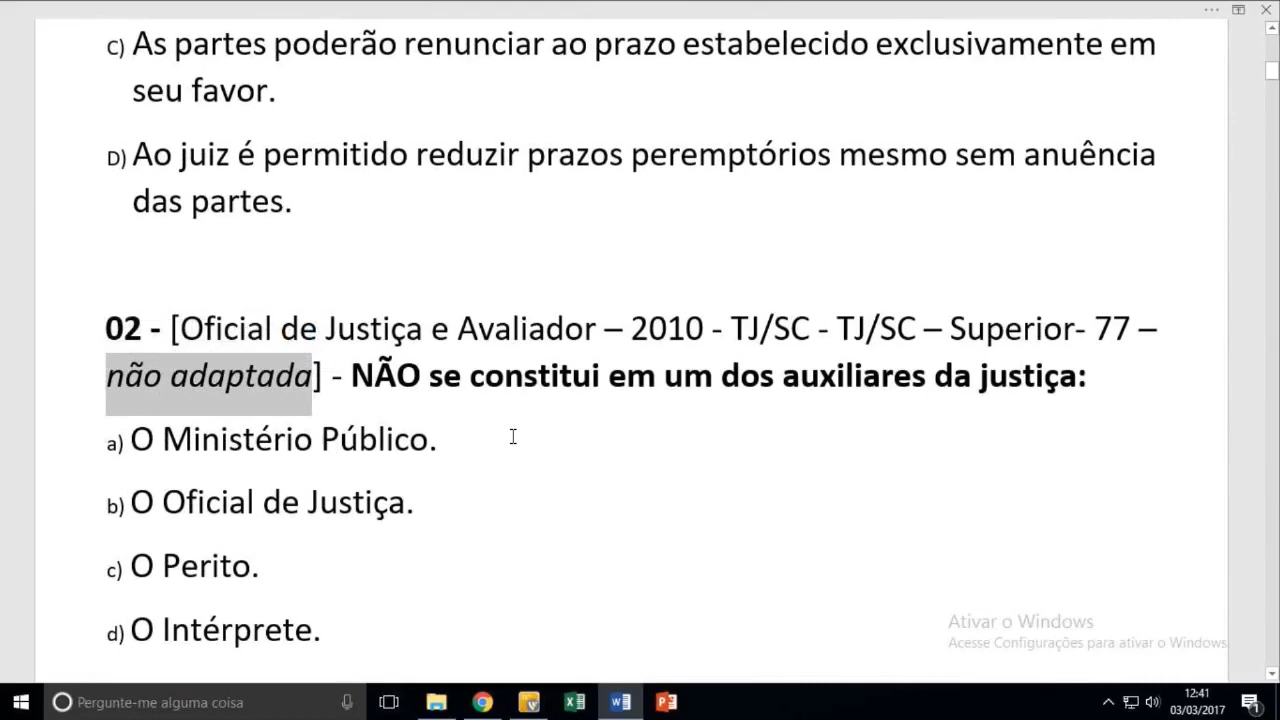 C) As partes poderão renunciar ao prazo estabelecido exclusivamente em
seu favor.
D) Ao juiz é permitido reduzir prazos peremptórios mesmo sem anuência
das partes.
02 - [Oficial de Justiça e Avaliador – 2010 - TJ/SC - TJ/SC – Superior- 77 –
não adaptada] - NÃO se constitui em um dos auxiliares da justiça:
a) O Ministério Público.
b) O Oficial de Justiça.
c) O Perito.
d) O Intérprete.
Ativar o Windows
Acesse Configurações para ativar o Windows.
Pergunte-me alguma coisa
12:41
03/03/2017
1